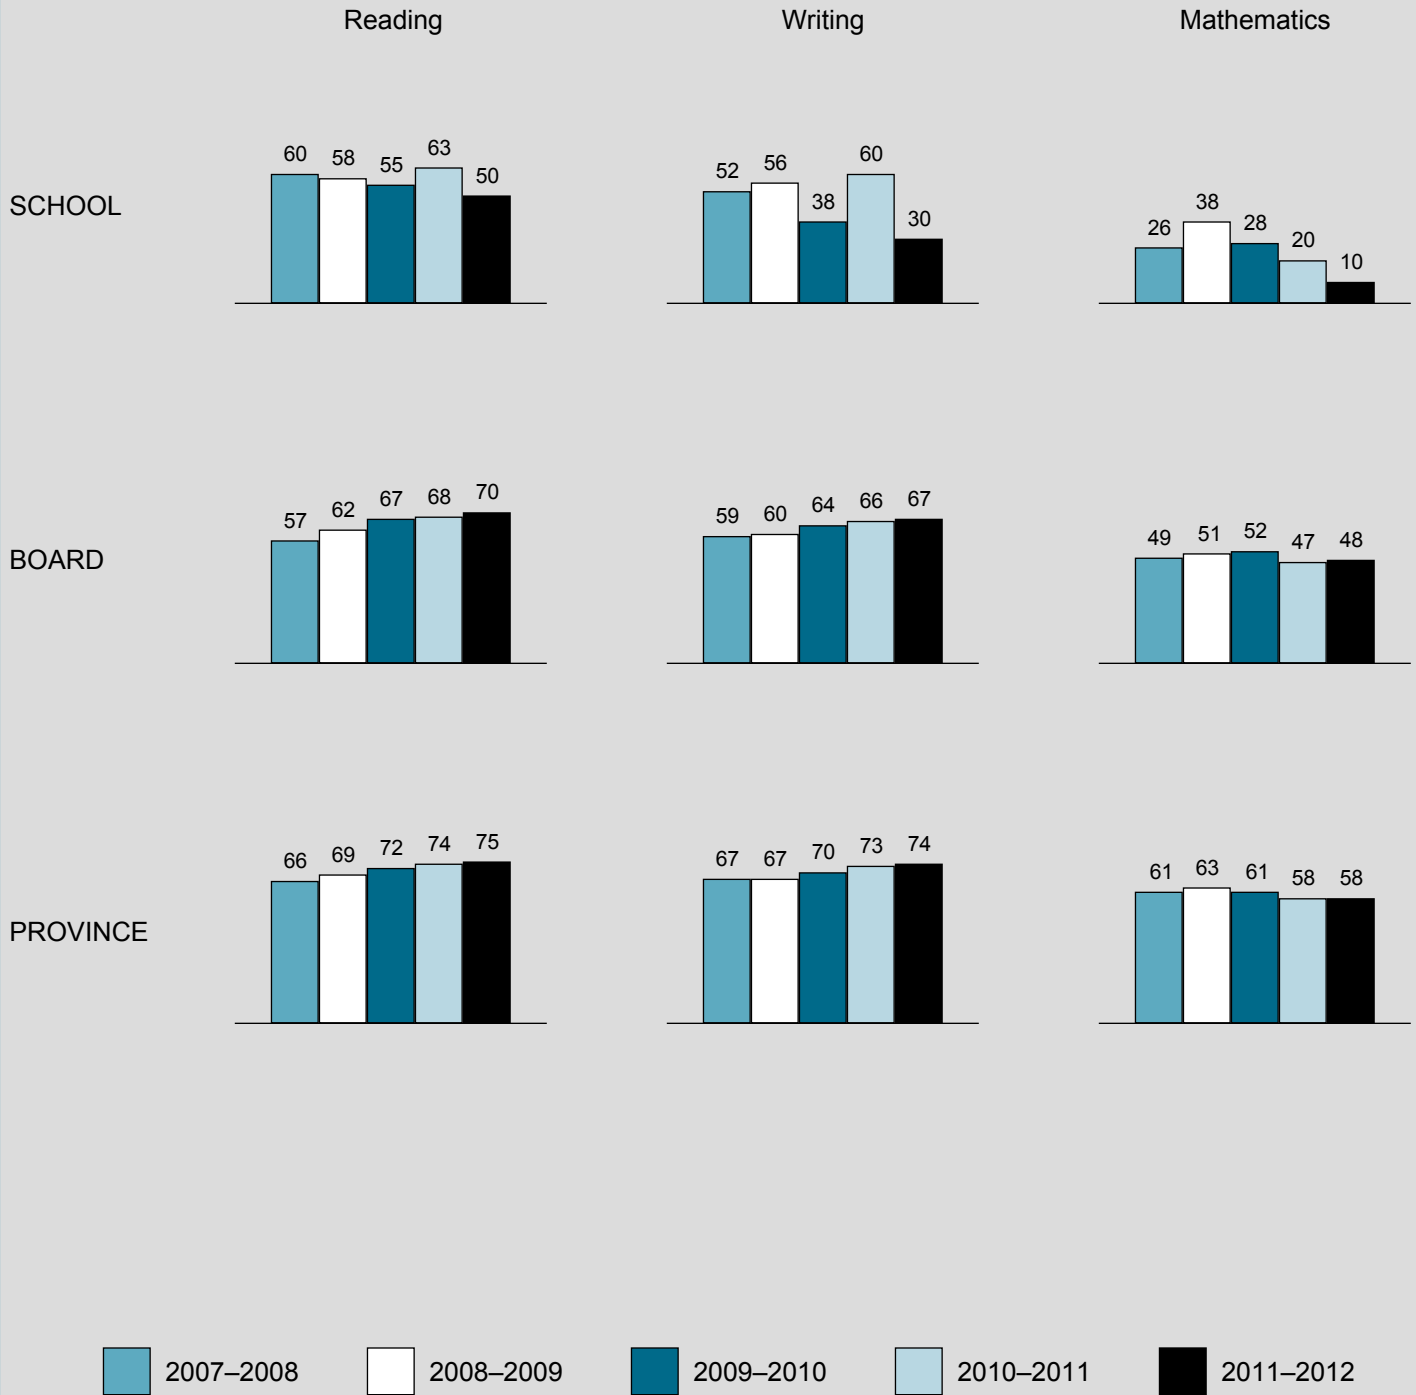 Reading Writing Mathematics
SCHOOL
60 58 55 63 50
52 56 38 60 30
26 38 28 20 10
BOARD
57 62 67 68 70
59 60 64 66 67
49 51 52 47 48
PROVINCE
66 69 72 74 75
67 67 70 73 74
61 63 61 58 58
2007–2008 2008–2009 2009–2010 2010–2011 2011–2012